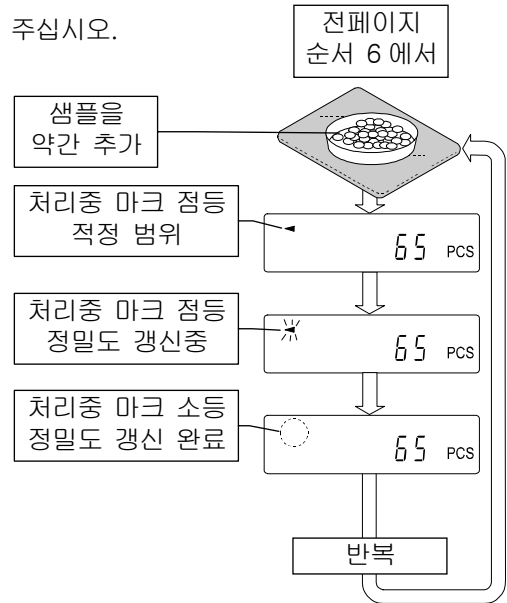 주십시오.
전페이지
순서 6 에서
샘플을
약간 추가
처리중 마크 점등
적정 범위
65 PCS
처리중 마크 점등
정밀도 갱신중
65 PCS
처리중 마크 소등
정밀도 갱신 완료
65 PCS
반복